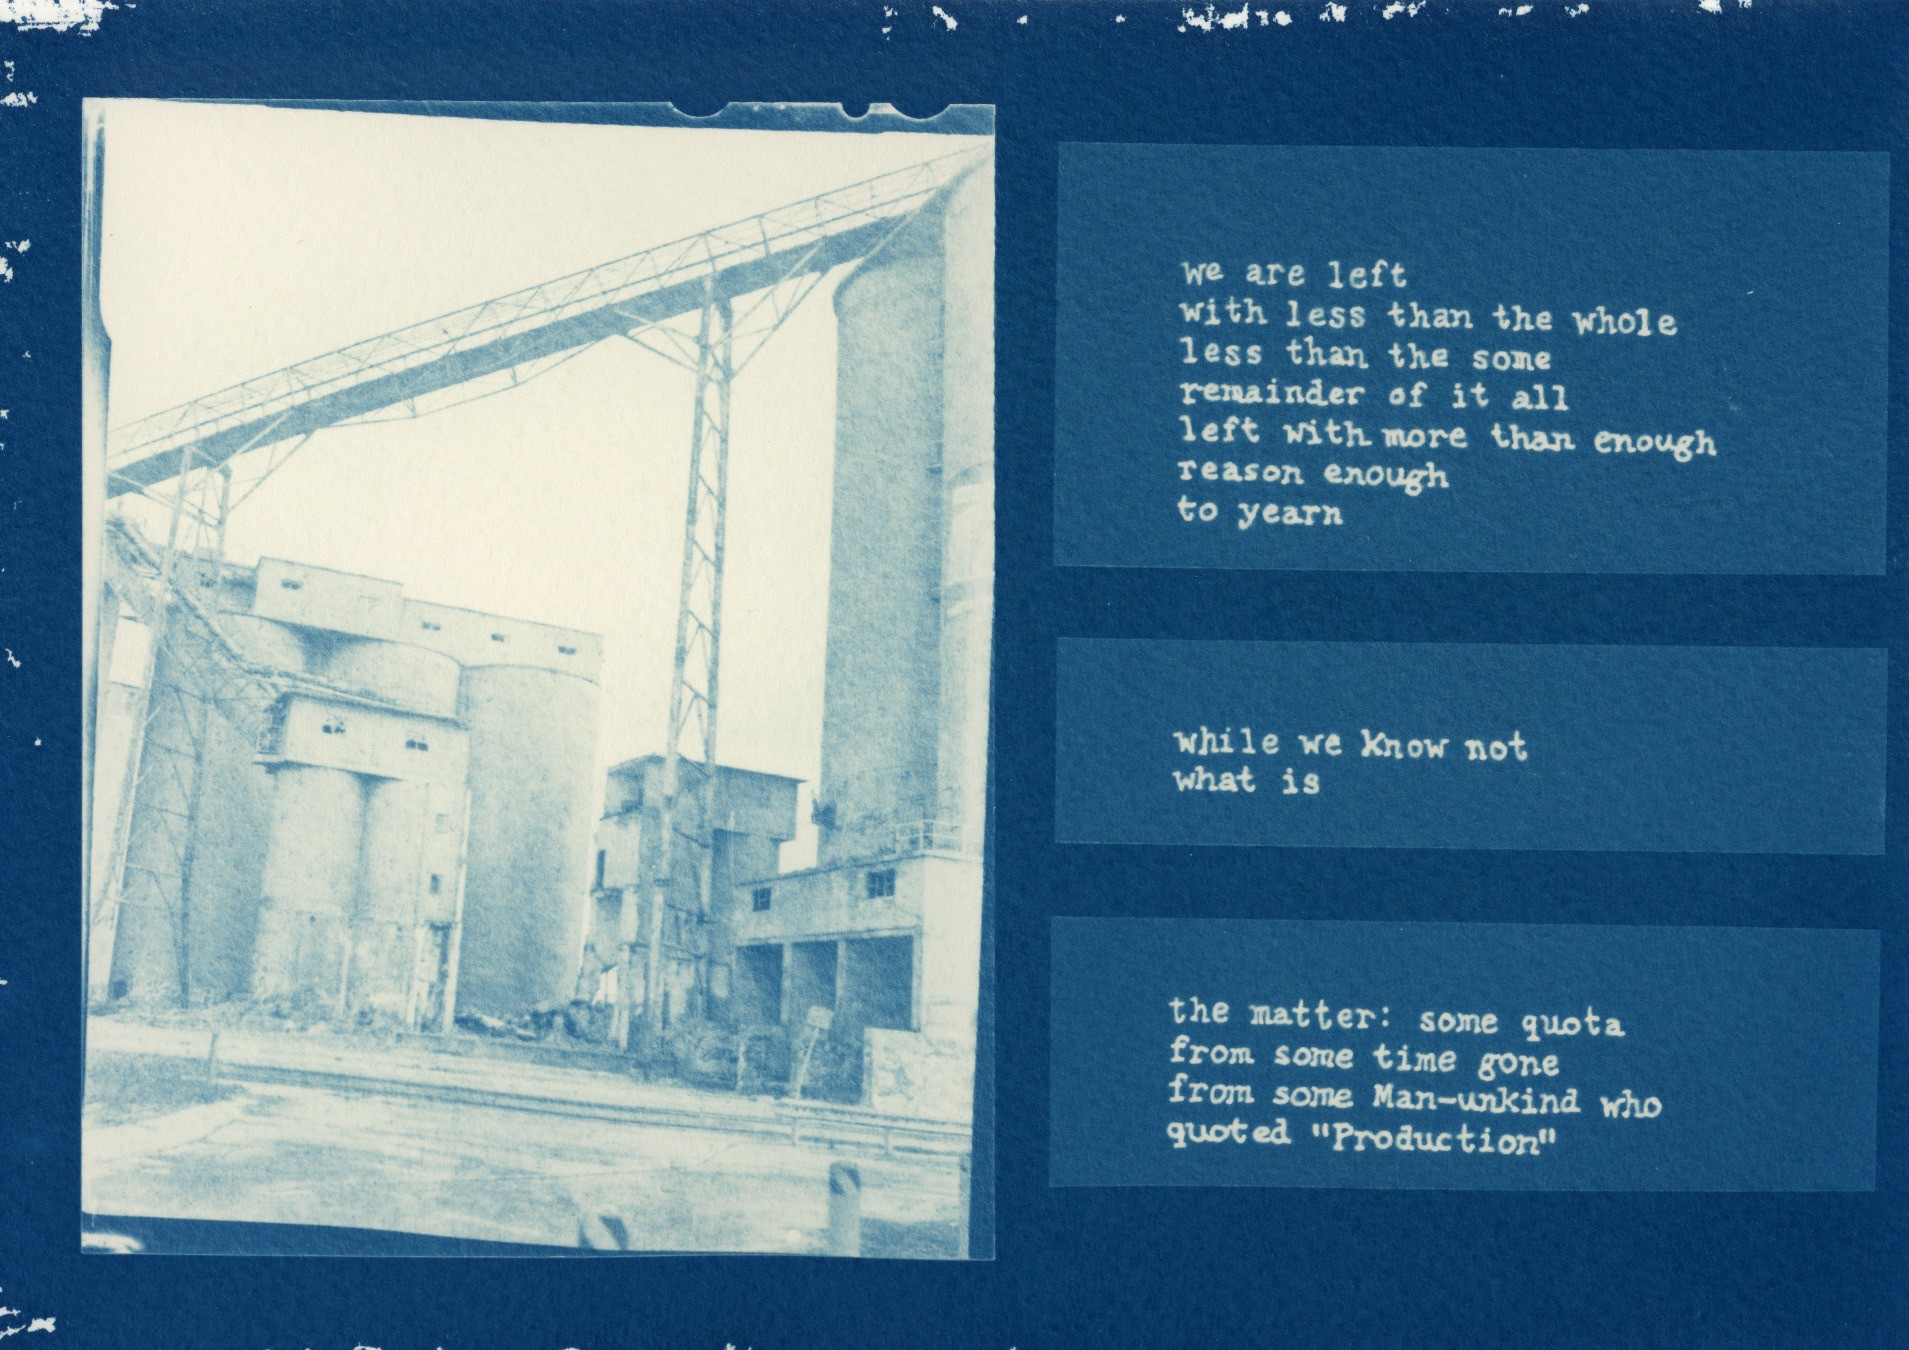 we are left
with less than the whole
less than the some
remainder of it all
left with more than enough
reason enough
to yearn
while we know not
what is
the matter: some quota
from some time gone
from some Man-unkind who
quoted "Production"